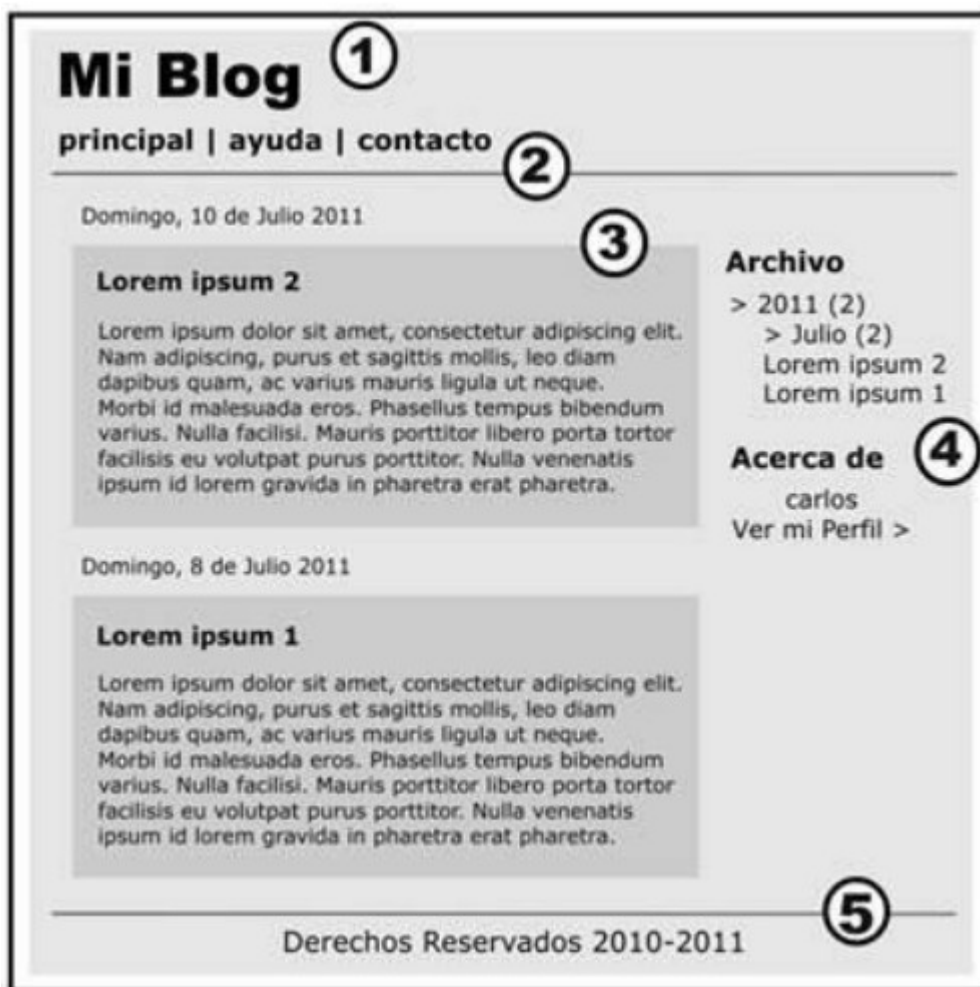 Mi Blog
1
principal | ayuda | contacto
2
Domingo, 10 de Julio 2011
3
Lorem ipsum 2
Lorem ipsum dolor sit amet, consectetur adipiscing elit.
Nam adipiscing, purus et sagittis mollis, leo diam
dapibus quam, ac varius mauris ligula ut neque.
Morbi id malesuada eros. Phasellus tempus bibendum
varius. Nulla facilisi. Mauris porttitor libero porta tortor
facilisis eu volutpat purus porttitor. Nulla venenatis
ipsum id lorem gravida in pharetra erat pharetra.
Domingo, 8 de Julio 2011
Lorem ipsum 1
Lorem ipsum dolor sit amet, consectetur adipiscing elit.
Nam adipiscing, purus et sagittis mollis, leo diam
dapibus quam, ac varius mauris ligula ut neque.
Morbi id malesuada eros. Phasellus tempus bibendum
varius. Nulla facilisi. Mauris porttitor libero porta tortor
facilisis eu volutpat purus porttitor. Nulla venenatis
ipsum id lorem gravida in pharetra erat pharetra.
Archivo
> 2011 (2)
> Julio (2)
Lorem ipsum 2
Lorem ipsum 1
4
Acerca de
carlos
Ver mi Perfil >
5
Derechos Reservados 2010-2011